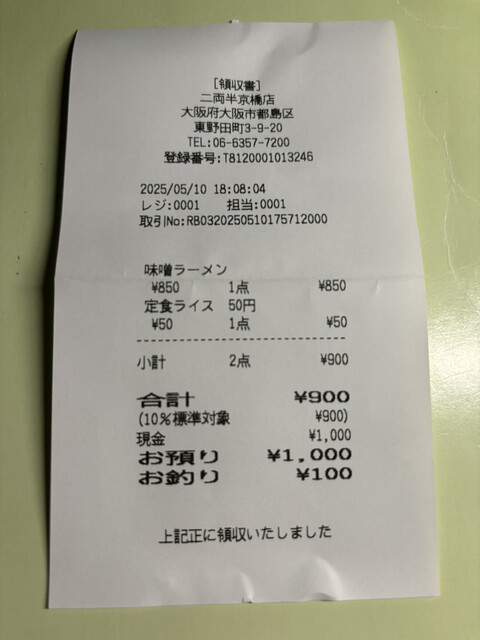 [領収書]
二両半京橋店
大阪府大阪市都島区
東野田町3-9-20
TEL:06-6357-7200
登録番号:T8120001013246
2025/05/10 18:08:04
レジ:0001 担当:0001
取引No:RB0320250510175712000
味噌ラーメン
¥850 1点 ¥850
定食ライス 50円
¥50 1点 ¥50
小計 2点 ¥900
合計 ¥900
(10%標準対象 ¥900)
現金 ¥1,000
お預り ¥1,000
お釣り ¥100
上記正に領収いたしました